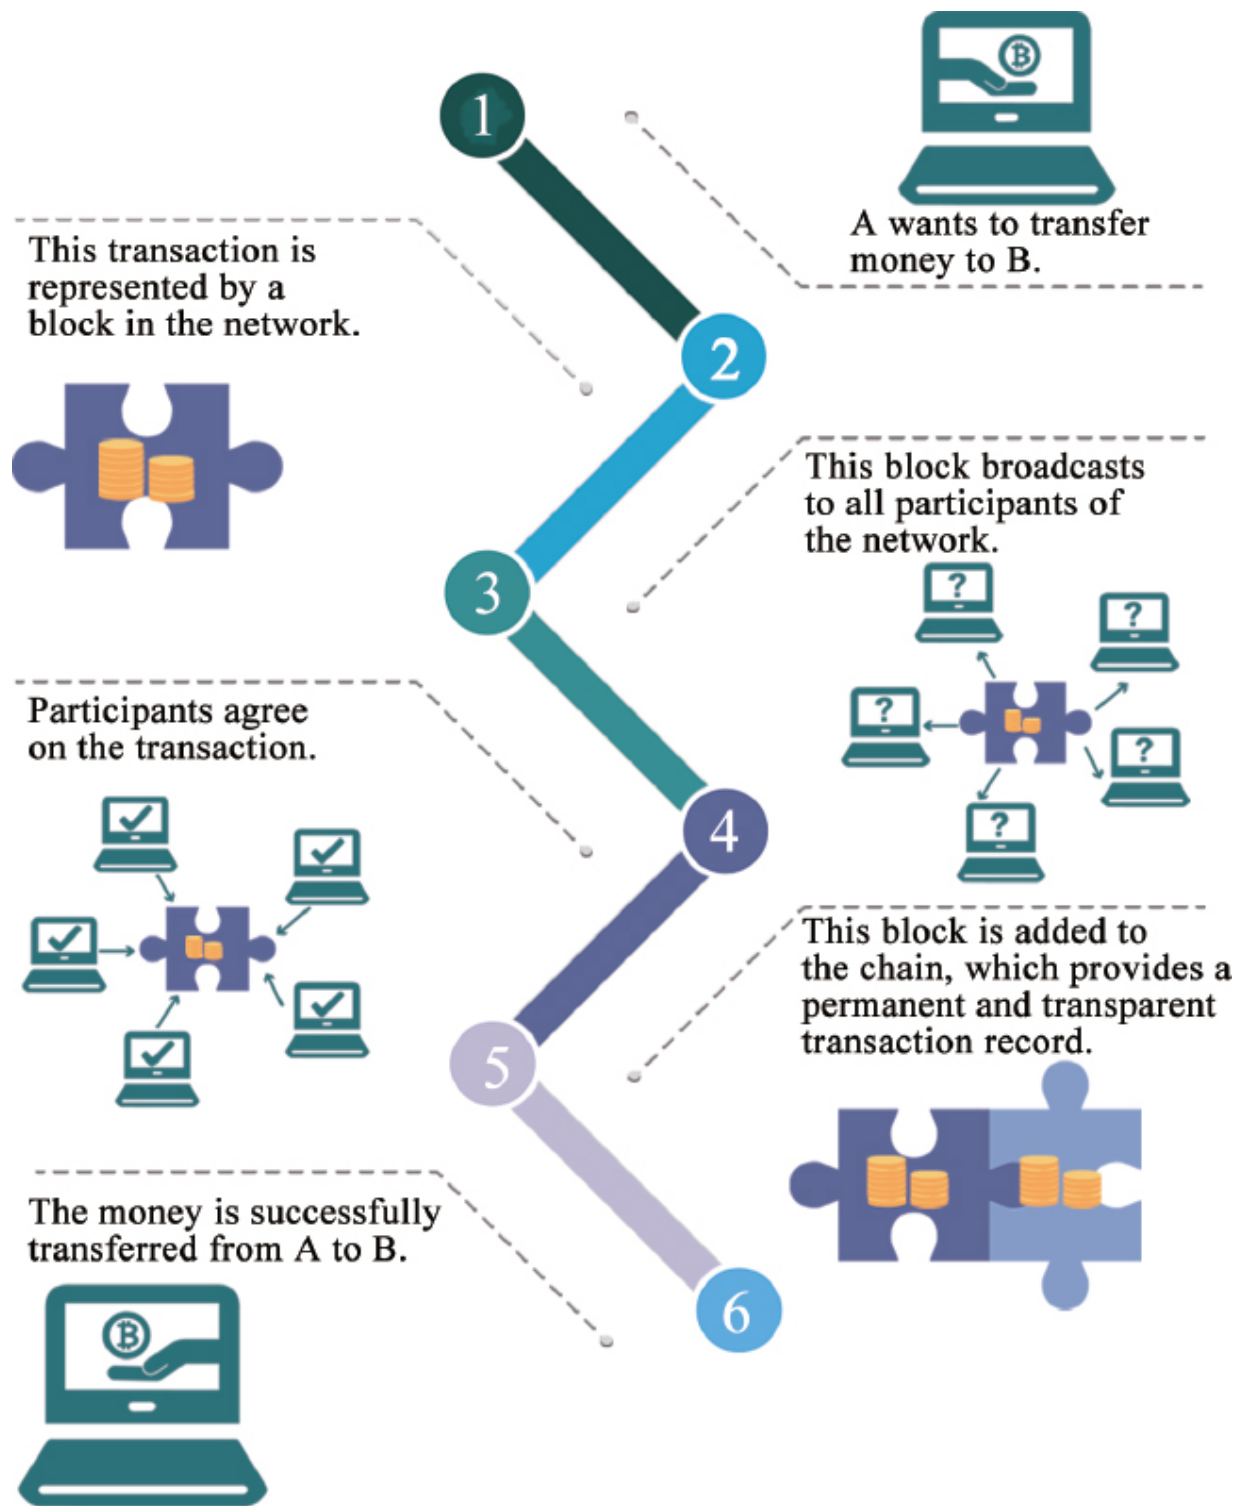 1
A wants to transfer
money to B.
2
This transaction is
represented by a
block in the network.
3
This block broadcasts
to all participants of
the network.
?
?
?
?
?
4
Participants agree
on the transaction.
5
This block is added to
the chain, which provides a
permanent and transparent
transaction record.
6
The money is successfully
transferred from A to B.